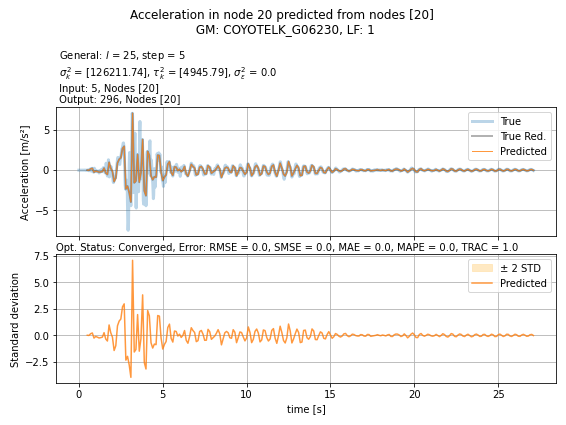 Acceleration in node 20 predicted from nodes [20]
GM: COYOTELK_G06230, LF: 1
General: l = 25, step = 5
σ²ₖ = [126211.74], τ²ₖ = [4945.79], σ²ε = 0.0
Input: 5, Nodes [20]
Output: 296, Nodes [20]
Acceleration [m/s²]
5
0
−5
True
True Red.
Predicted
Opt. Status: Converged, Error: RMSE = 0.0, SMSE = 0.0, MAE = 0.0, MAPE = 0.0, TRAC = 1.0
Standard deviation
7.5
5.0
2.5
0.0
−2.5
± 2 STD
Predicted
0 5 10 15 20 25
time [s]